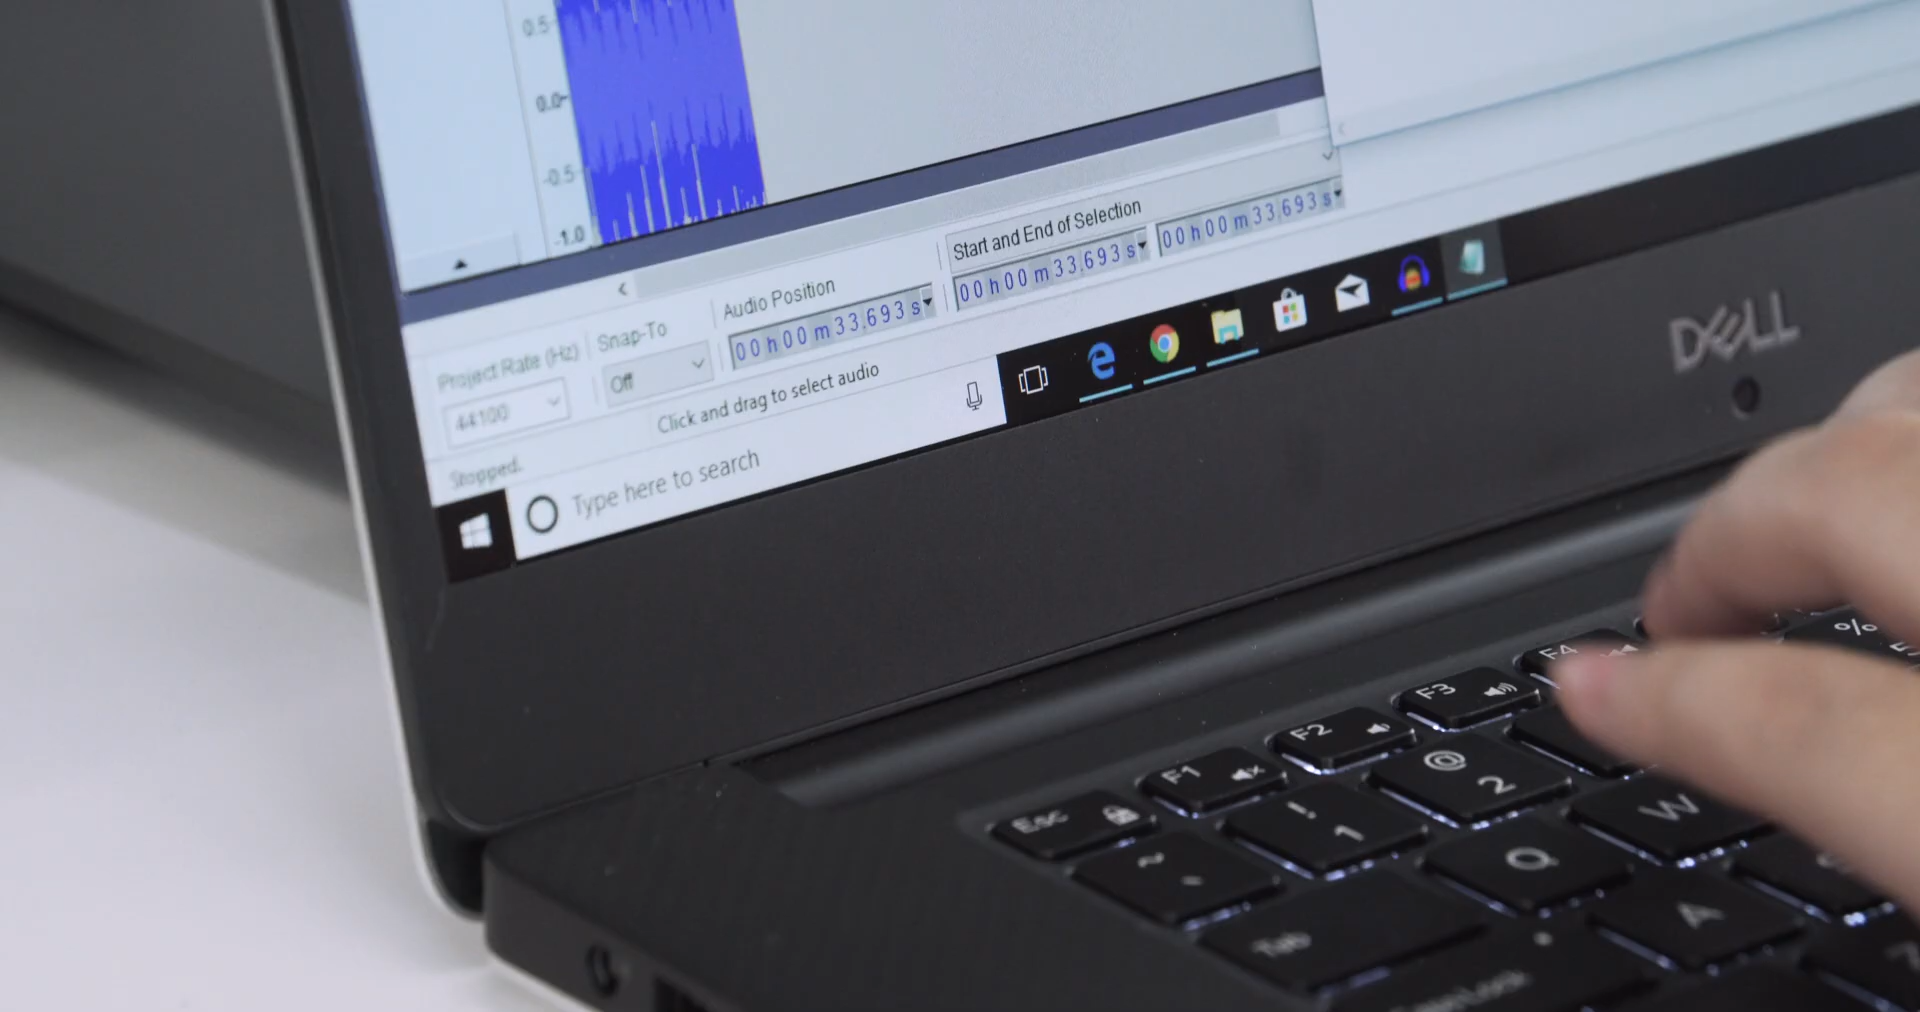 0.5
0.0
-0.5
-1.0
Project Rate (Hz)
44100
Snap-To
Off
Audio Position
00 h 00 m 33.693 s
Start and End of Selection
00 h 00 m 33.693 s
00 h 00 m 33.693 s
Click and drag to select audio
Stopped.
Type here to search
DELL
Esc F1 F2 F3 F4
~ ! 1 @ 2 %
Tab Q W
A